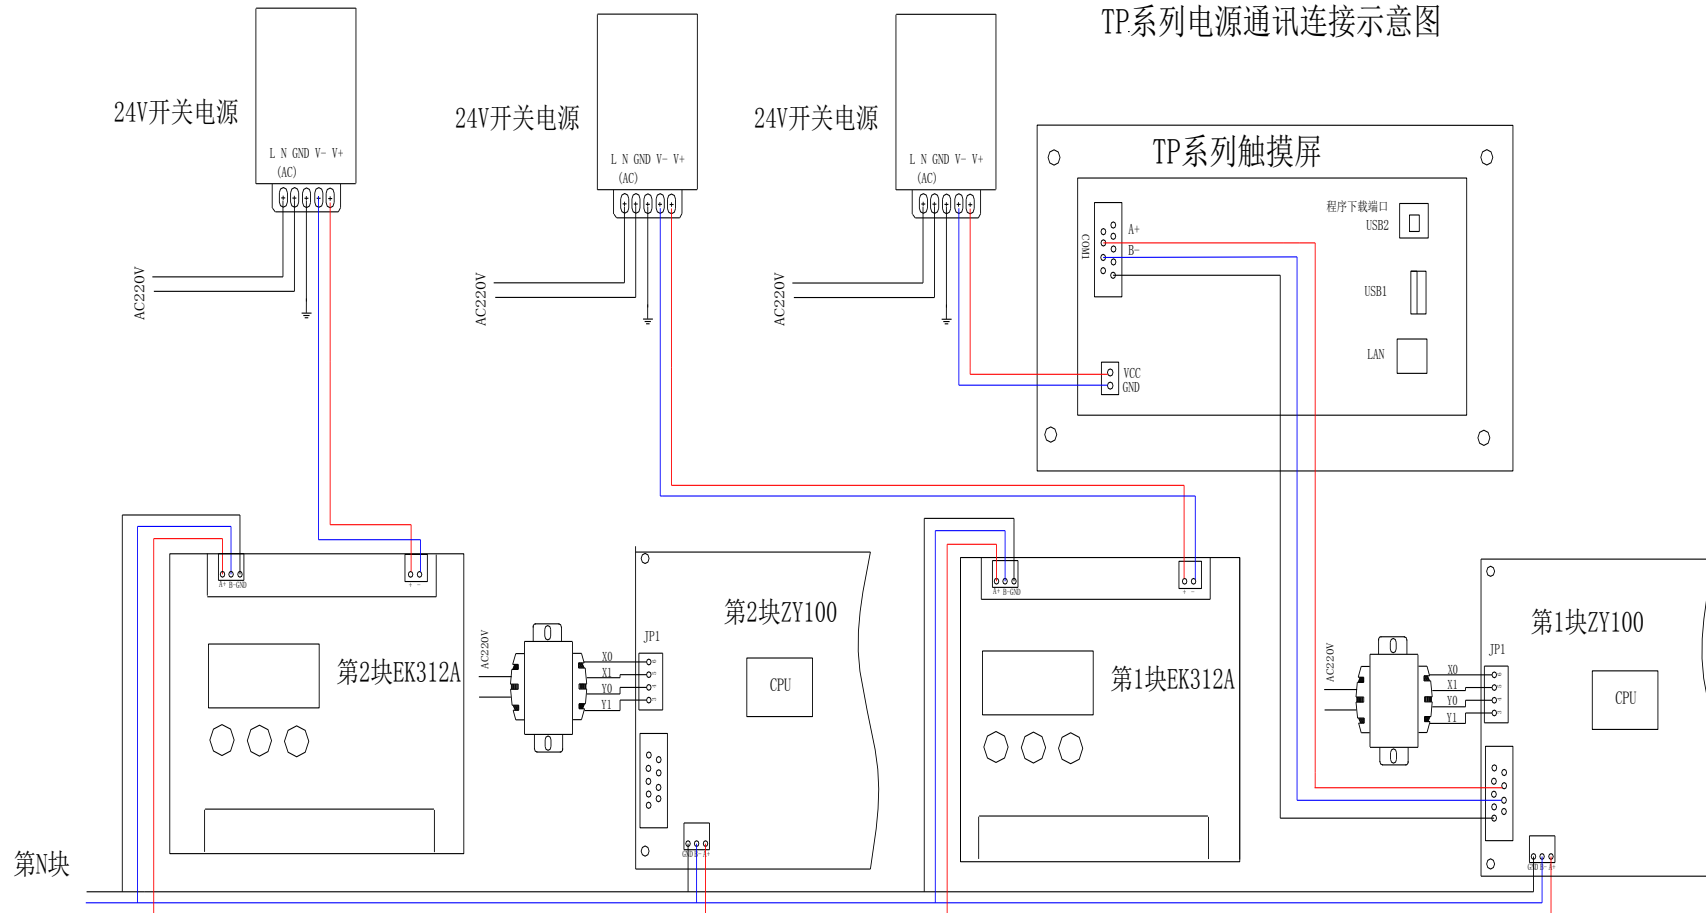 TP系列电源通讯连接示意图
24V开关电源
L N GND V- V+
(AC)
AC220V
24V开关电源
L N GND V- V+
(AC)
AC220V
24V开关电源
L N GND V- V+
(AC)
AC220V
TP系列触摸屏
COM1
A+
B-
程序下载端口
USB2
USB1
LAN
VCC
GND
A+ B-GND
+ -
第2块EK312A
AC220V
X0
X1
Y0
Y1
JP1
第2块ZY100
CPU
GND B- A+
A+ B-GND
+ -
第1块EK312A
AC220V
X0
X1
Y0
Y1
JP1
第1块ZY100
CPU
GND B- A+
第N块